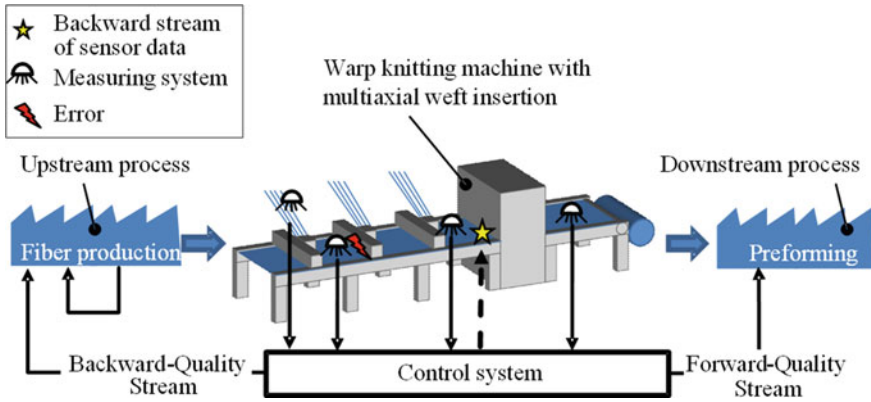 Backward stream
of sensor data
Measuring system
Error
Warp knitting machine with
multiaxial weft insertion
Upstream process
Downstream process
Fiber production
Preforming
Backward-Quality
Stream
Control system
Forward-Quality
Stream